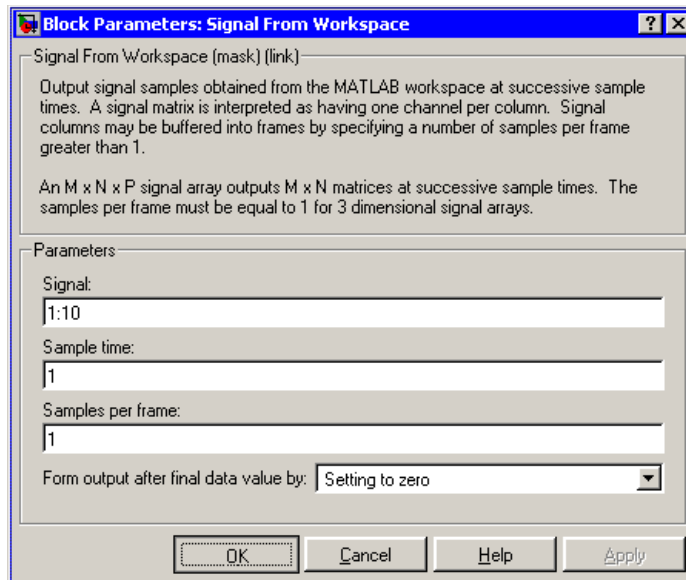 Block Parameters: Signal From Workspace
Signal From Workspace (mask) (link)
Output signal samples obtained from the MATLAB workspace at successive sample
times. A signal matrix is interpreted as having one channel per column. Signal
columns may be buffered into frames by specifying a number of samples per frame
greater than 1.
An M x N x P signal array outputs M x N matrices at successive sample times. The
samples per frame must be equal to 1 for 3 dimensional signal arrays.
Parameters
Signal:
1:10
Sample time:
1
Samples per frame:
1
Form output after final data value by: Setting to zero
OK Cancel Help Apply